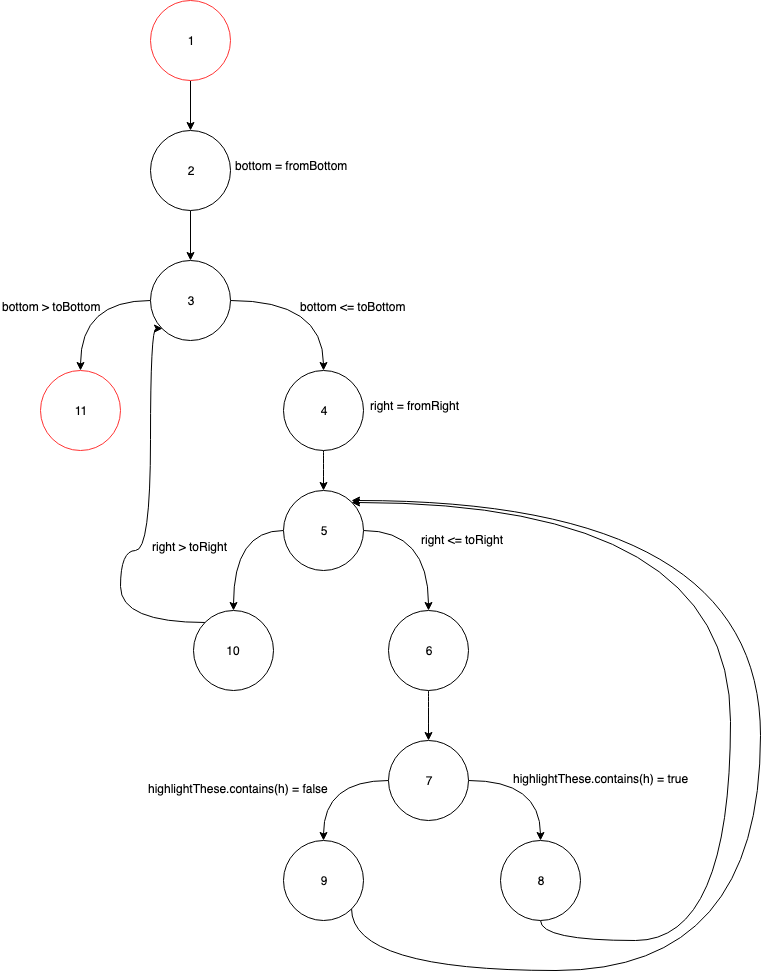 1
2
bottom = fromBottom
3
bottom > toBottom
bottom <= toBottom
11
4
right = fromRight
5
right > toRight
right <= toRight
10
6
7
highlightThese.contains(h) = false
highlightThese.contains(h) = true
9
8